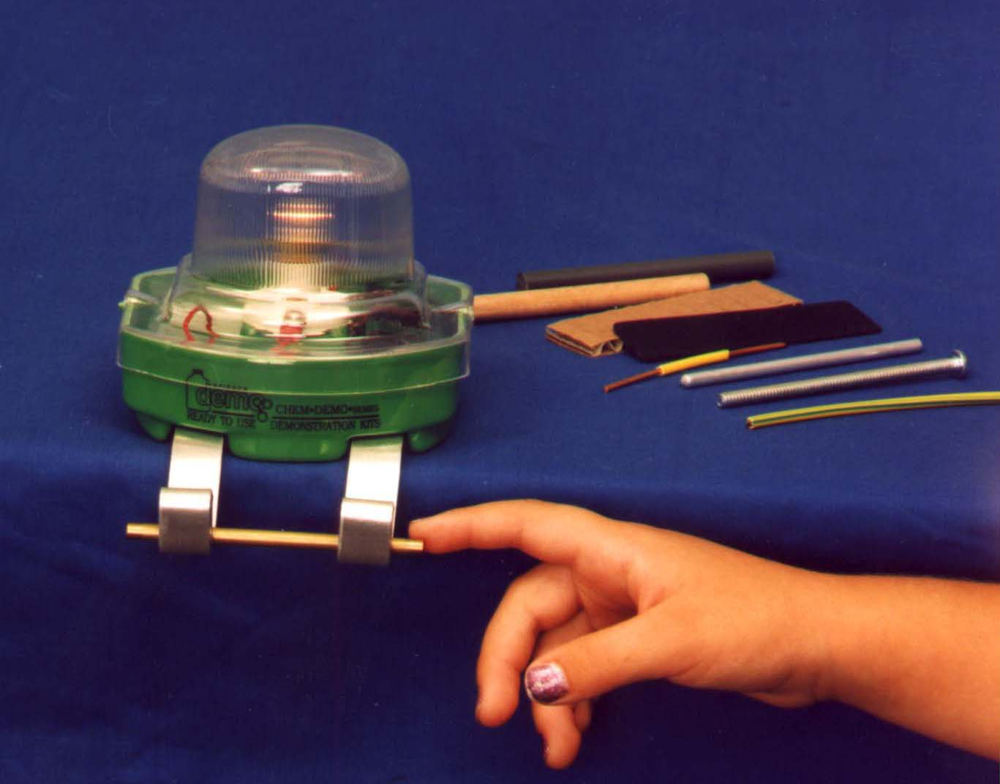 demo
CHEM•DEMO
READY TO USE
DEMONSTRATION KITS